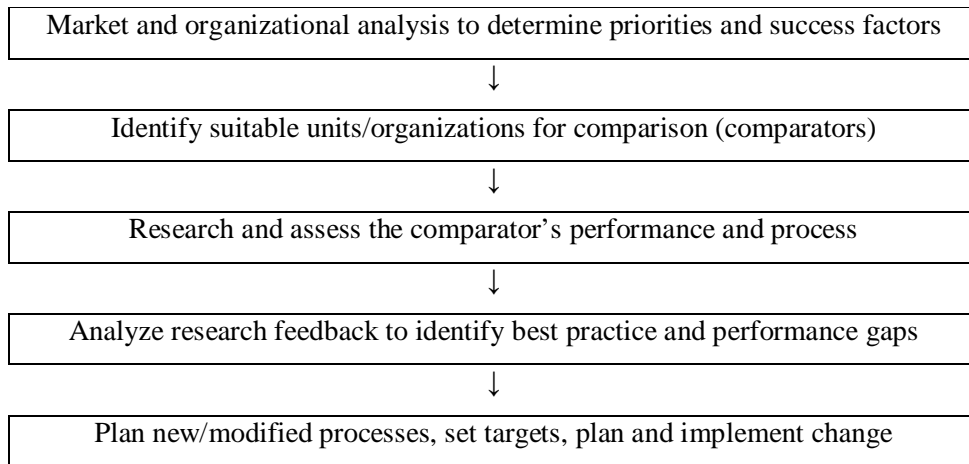 Market and organizational analysis to determine priorities and success factors
↓
Identify suitable units/organizations for comparison (comparators)
↓
Research and assess the comparator’s performance and process
↓
Analyze research feedback to identify best practice and performance gaps
↓
Plan new/modified processes, set targets, plan and implement change